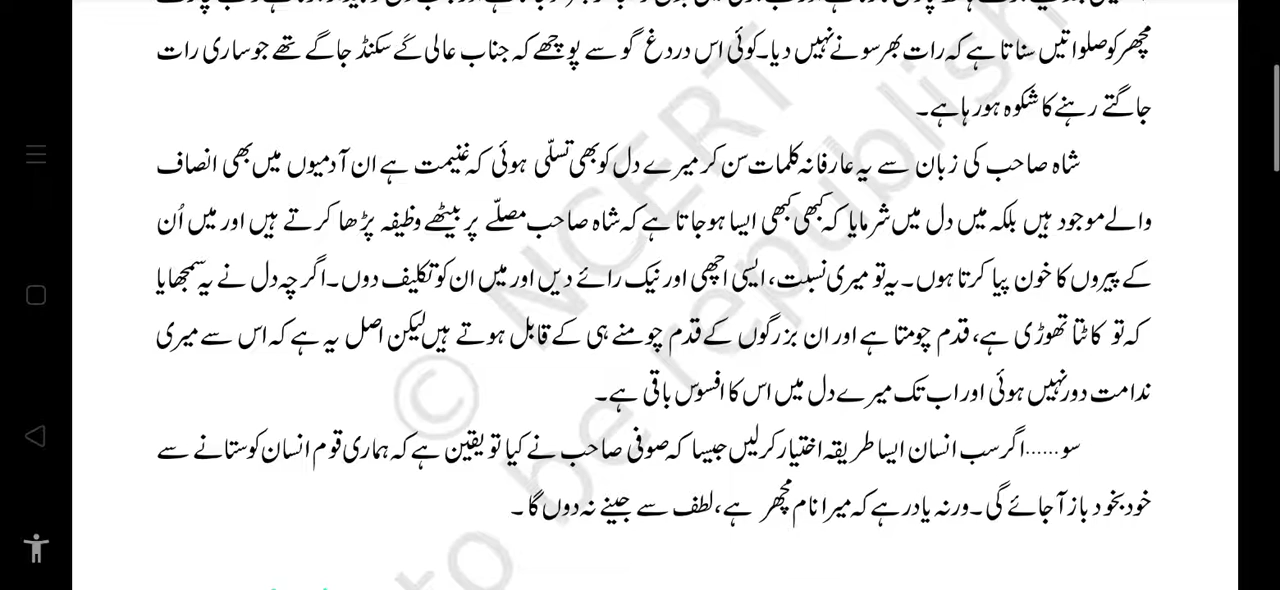 مچھر کو صلواتیں سناتا ہے کہ رات بھر سونے نہیں دیا۔ کوئی اس دردغ گو سے پوچھے کہ جناب عالی کَے سکنڈ جاگے تھے جو ساری رات
جاگتے رہنے کا شکوہ ہو رہا ہے۔
شاہ صاحب کی زبان سے یہ عارفانہ کلمات سن کر میرے دل کو بھی تسلّی ہوئی کہ غنیمت ہے ان آدمیوں میں بھی انصاف
والے موجود ہیں بلکہ میں دل میں شرمایا کہ کبھی کبھی ایسا ہو جاتا ہے کہ شاہ صاحب مصلّے پر بیٹھے وظیفہ پڑھا کرتے ہیں اور میں اُن
کے پیروں کا خون پیا کرتا ہوں۔ یہ تو میری نسبت، ایسی اچھی اور نیک رائے دیں اور میں ان کو تکلیف دوں۔ اگر چہ دل نے یہ سمجھایا
کہ تو کاٹتا تھوڑی ہے، قدم چومتا ہے اور ان بزرگوں کے قدم چومنے ہی کے قابل ہوتے ہیں لیکن اصل یہ ہے کہ اس سے میری
ندامت دور نہیں ہوئی اور اب تک میرے دل میں اس کا افسوس باقی ہے۔
سو......اگر سب انسان ایسا طریقہ اختیار کر لیں جیسا کہ صوفی صاحب نے کیا تو یقین ہے کہ ہماری قوم انسان کو ستانے سے
خود بخود باز آجائے گی۔ ورنہ یاد رہے کہ میرا نام مچھر ہے، لطف سے جینے نہ دوں گا۔
© NCERT
to be republish